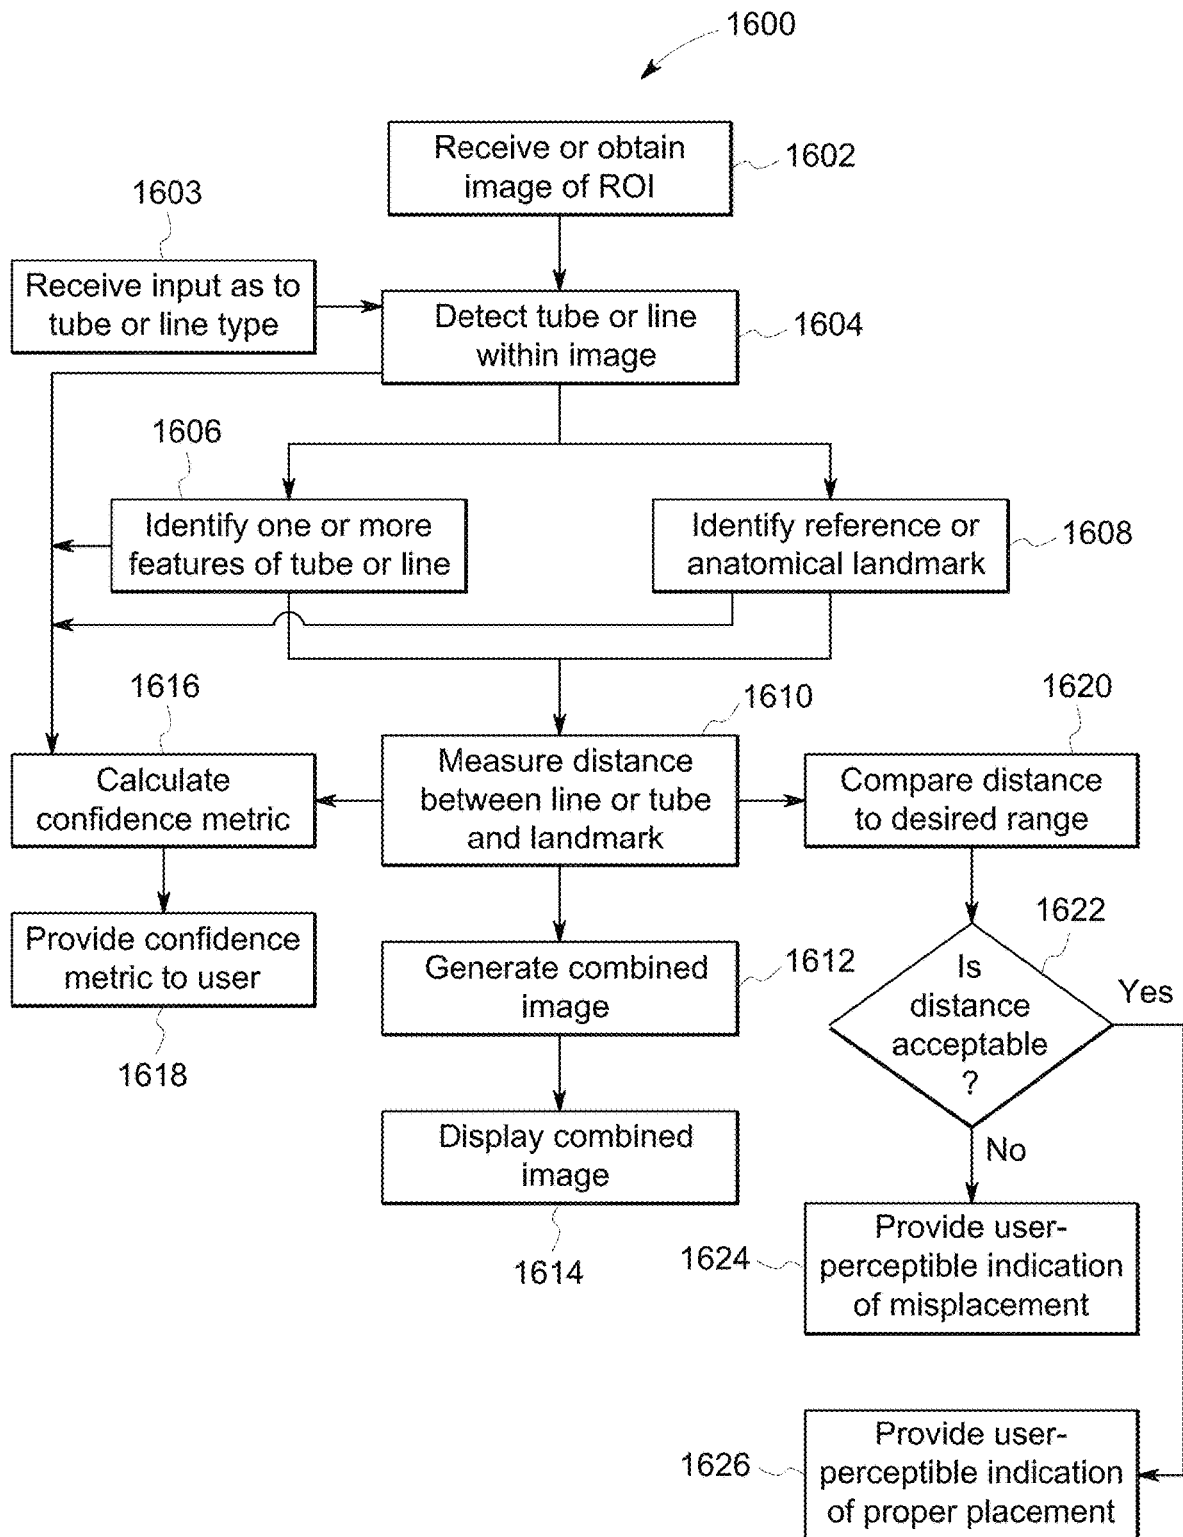 1600
Receive or obtain
image of ROI
1602
1603
Receive input as to
tube or line type
Detect tube or line
within image
1604
1606
Identify one or more
features of tube or line
Identify reference or
anatomical landmark
1608
1616
Calculate
confidence metric
1610
Measure distance
between line or tube
and landmark
1620
Compare distance
to desired range
Provide confidence
metric to user
1618
Generate combined
image
1612
1622
Is
distance
acceptable
?
Yes
No
Display combined
image
1614
1624
Provide user-
perceptible indication
of misplacement
1626
Provide user-
perceptible indication
of proper placement